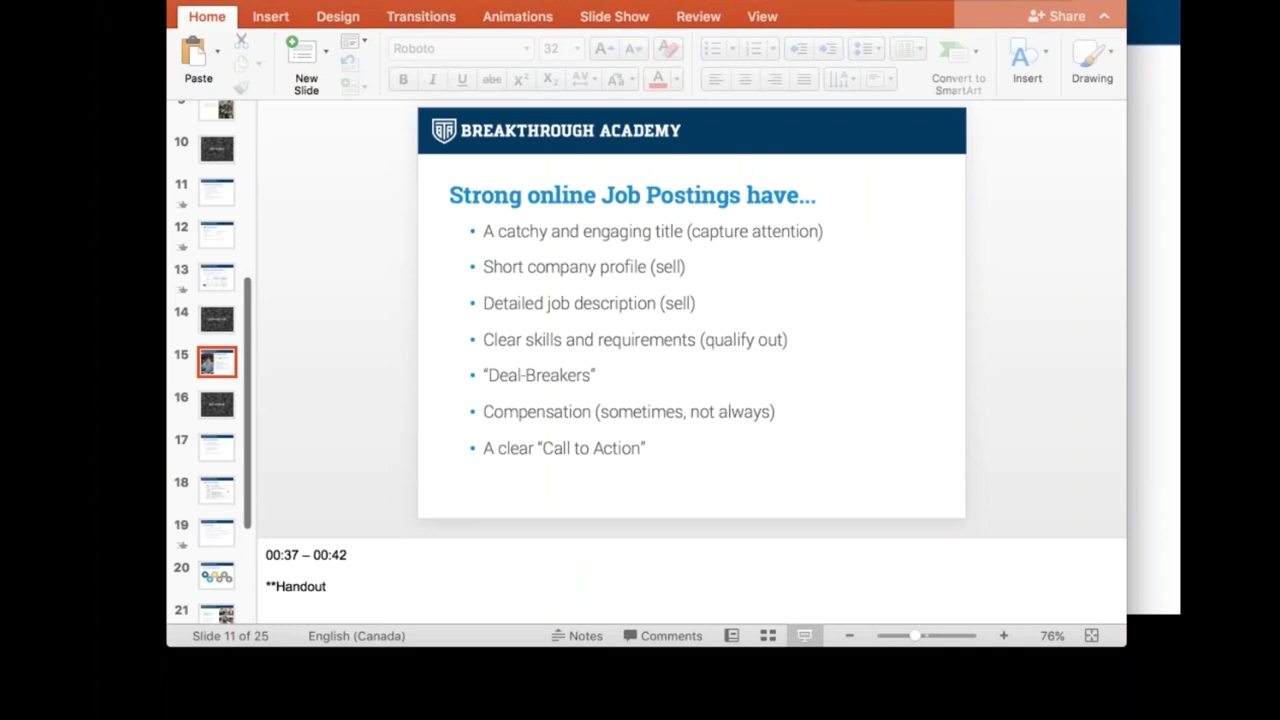 Home Insert Design Transitions Animations Slide Show Review View Share
Roboto 32
Paste New Slide Convert to SmartArt Insert Drawing
BTA BREAKTHROUGH ACADEMY
Strong online Job Postings have...
• A catchy and engaging title (capture attention)
• Short company profile (sell)
• Detailed job description (sell)
• Clear skills and requirements (qualify out)
• “Deal-Breakers”
• Compensation (sometimes, not always)
• A clear “Call to Action”
10
11
12
13
14
15
16
17
18
19
20
21
00:37 – 00:42
**Handout
Slide 11 of 25 English (Canada) Notes Comments 76%